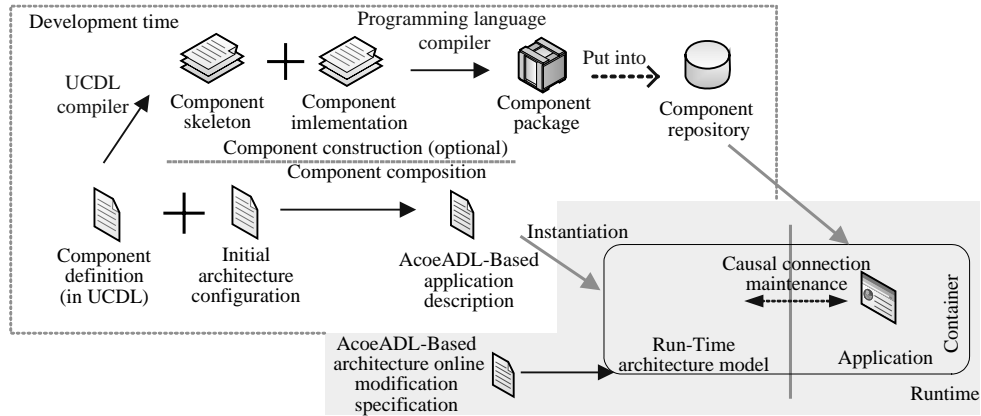 Development time
Programming language
compiler
UCDL
compiler
Put into
Component
skeleton
Component
imlementation
Component
package
Component
repository
Component construction (optional)
Component composition
Component
definition
(in UCDL)
Initial
architecture
configuration
AcoeADL-Based
application
description
Instantiation
Causal connection
maintenance
Container
Application
Run-Time
architecture model
AcoeADL-Based
architecture online
modification
specification
Runtime